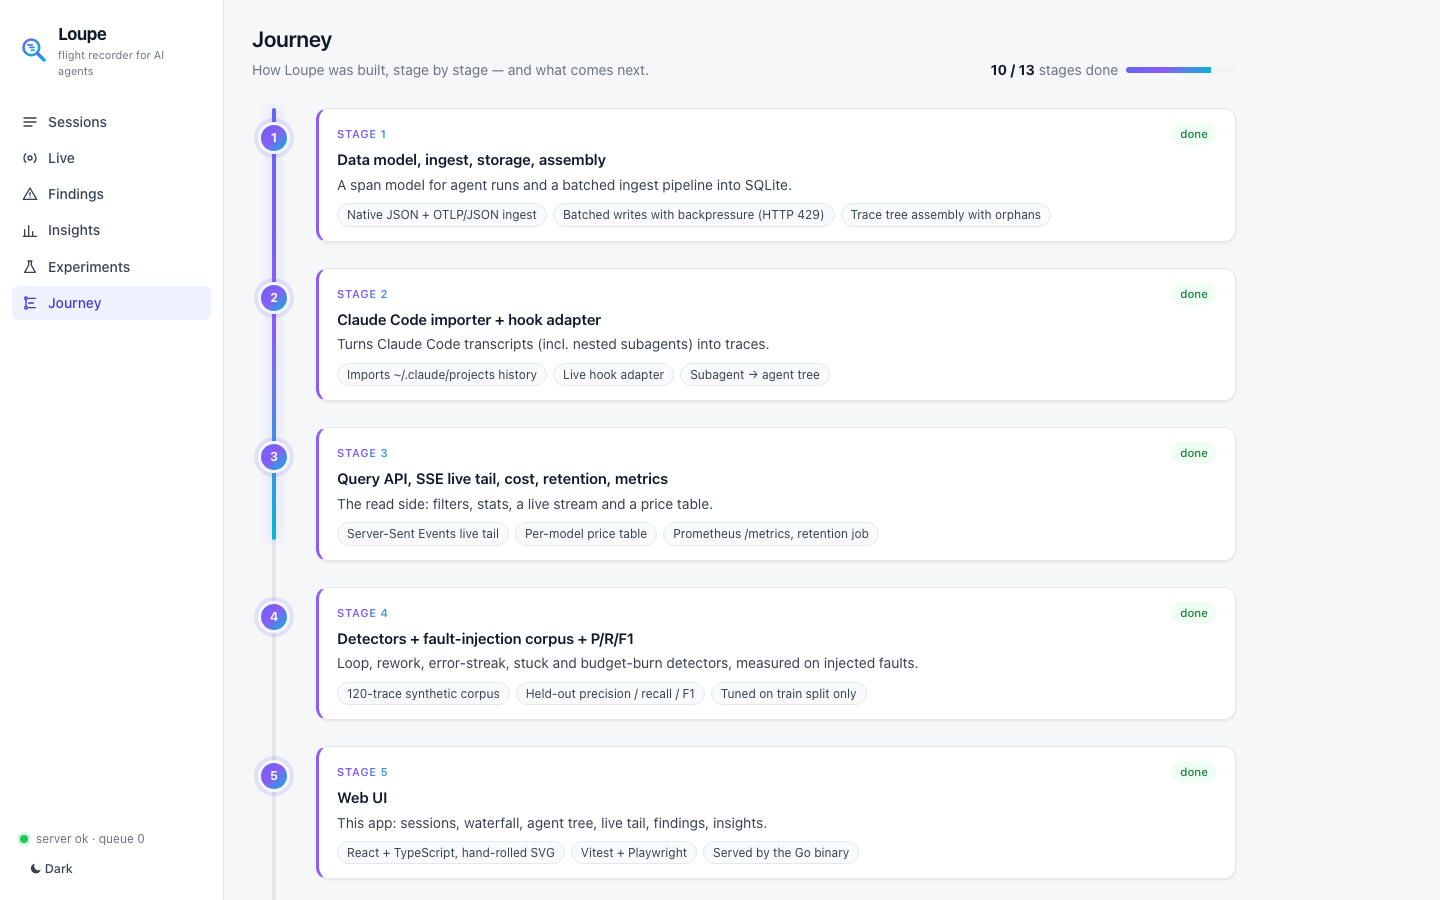 Loupe
flight recorder for AI
agents
Sessions
Live
Findings
Insights
Experiments
Journey
server ok · queue 0
Dark
Journey
How Loupe was built, stage by stage — and what comes next.
10 / 13 stages done
1
STAGE 1
done
Data model, ingest, storage, assembly
A span model for agent runs and a batched ingest pipeline into SQLite.
Native JSON + OTLP/JSON ingest
Batched writes with backpressure (HTTP 429)
Trace tree assembly with orphans
2
STAGE 2
done
Claude Code importer + hook adapter
Turns Claude Code transcripts (incl. nested subagents) into traces.
Imports ~/.claude/projects history
Live hook adapter
Subagent → agent tree
3
STAGE 3
done
Query API, SSE live tail, cost, retention, metrics
The read side: filters, stats, a live stream and a price table.
Server-Sent Events live tail
Per-model price table
Prometheus /metrics, retention job
4
STAGE 4
done
Detectors + fault-injection corpus + P/R/F1
Loop, rework, error-streak, stuck and budget-burn detectors, measured on injected faults.
120-trace synthetic corpus
Held-out precision / recall / F1
Tuned on train split only
5
STAGE 5
done
Web UI
This app: sessions, waterfall, agent tree, live tail, findings, insights.
React + TypeScript, hand-rolled SVG
Vitest + Playwright
Served by the Go binary